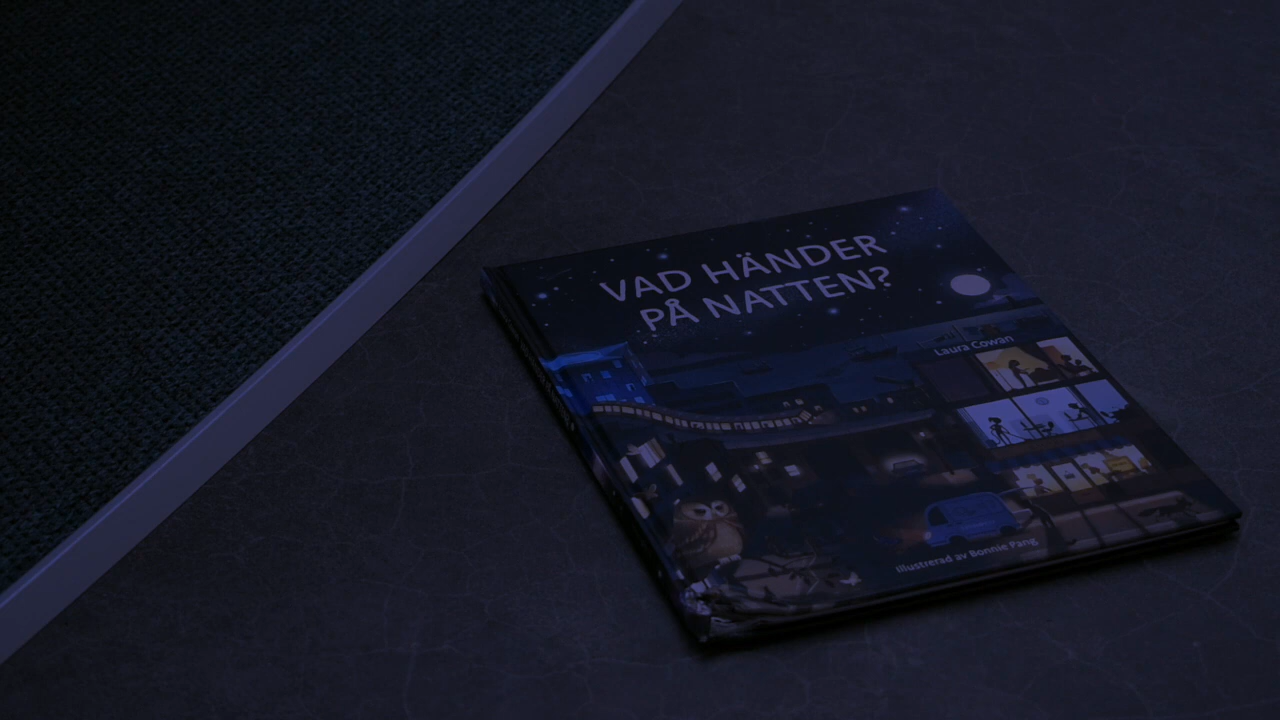 VAD HÄNDER
PÅ NATTEN?
Laura Cowan
Illustrerad av Bonnie Pang